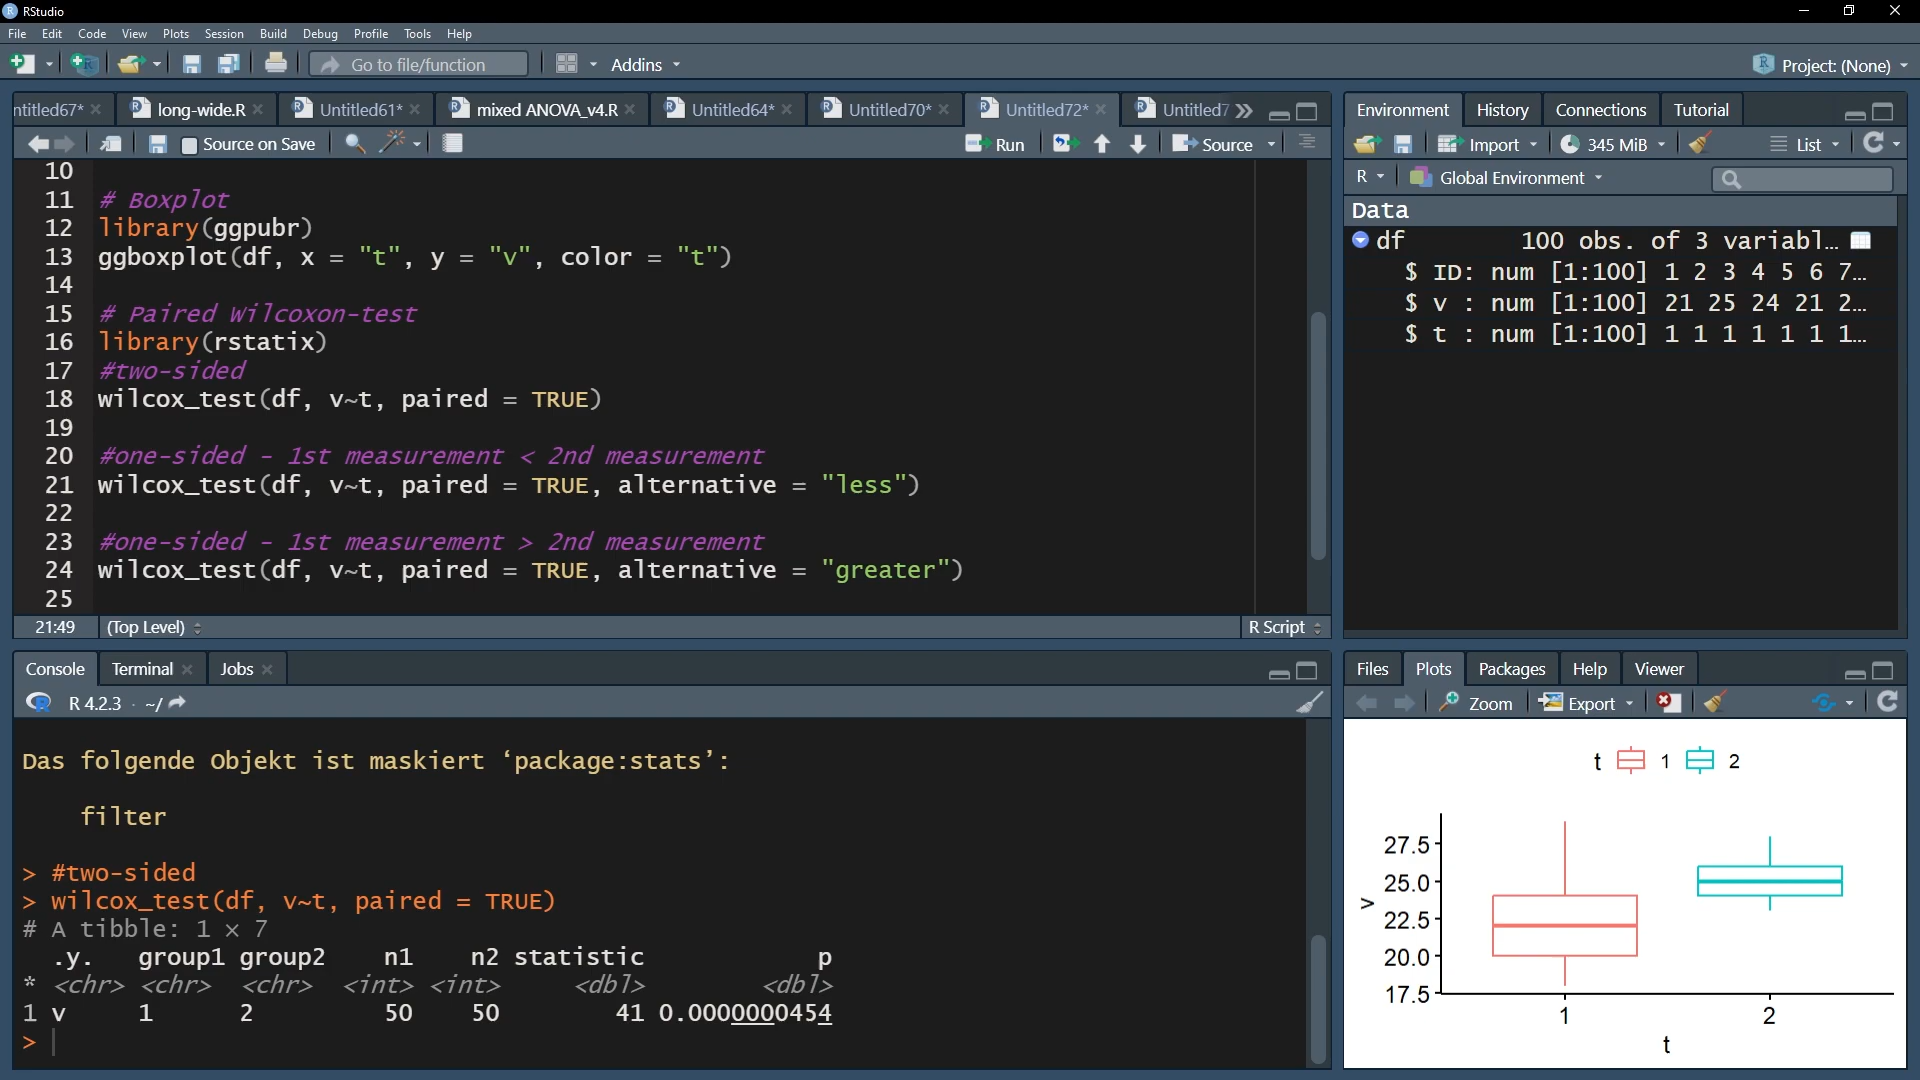 RStudio
File Edit Code View Plots Session Build Debug Profile Tools Help
Go to file/function Addins Project: (None)
ntitled67* long-wide.R Untitled61* mixed ANOVA_v4.R Untitled64* Untitled70* Untitled72* Untitled7
Source on Save Run Source
10
11 # Boxplot
12 library(ggpubr)
13 ggboxplot(df, x = "t", y = "v", color = "t")
14
15 # Paired Wilcoxon-test
16 library(rstatix)
17 #two-sided
18 wilcox_test(df, v~t, paired = TRUE)
19
20 #one-sided - 1st measurement < 2nd measurement
21 wilcox_test(df, v~t, paired = TRUE, alternative = "less")
22
23 #one-sided - 1st measurement > 2nd measurement
24 wilcox_test(df, v~t, paired = TRUE, alternative = "greater")
25
21:49 (Top Level) R Script
Console Terminal Jobs
R 4.2.3 · ~/
Das folgende Objekt ist maskiert ‘package:stats’:
filter
> #two-sided
> wilcox_test(df, v~t, paired = TRUE)
# A tibble: 1 × 7
.y. group1 group2 n1 n2 statistic p
* <chr> <chr> <chr> <int> <int> <dbl> <dbl>
1 v 1 2 50 50 41 0.0000000454
>
Environment History Connections Tutorial
Import 345 MiB List
R Global Environment
Data
df 100 obs. of 3 variabl…
$ ID: num [1:100] 1 2 3 4 5 6 7…
$ v : num [1:100] 21 25 24 21 2…
$ t : num [1:100] 1 1 1 1 1 1 1…
Files Plots Packages Help Viewer
Zoom Export
t 1 2
27.5
25.0
22.5
20.0
17.5
v
1 2
t